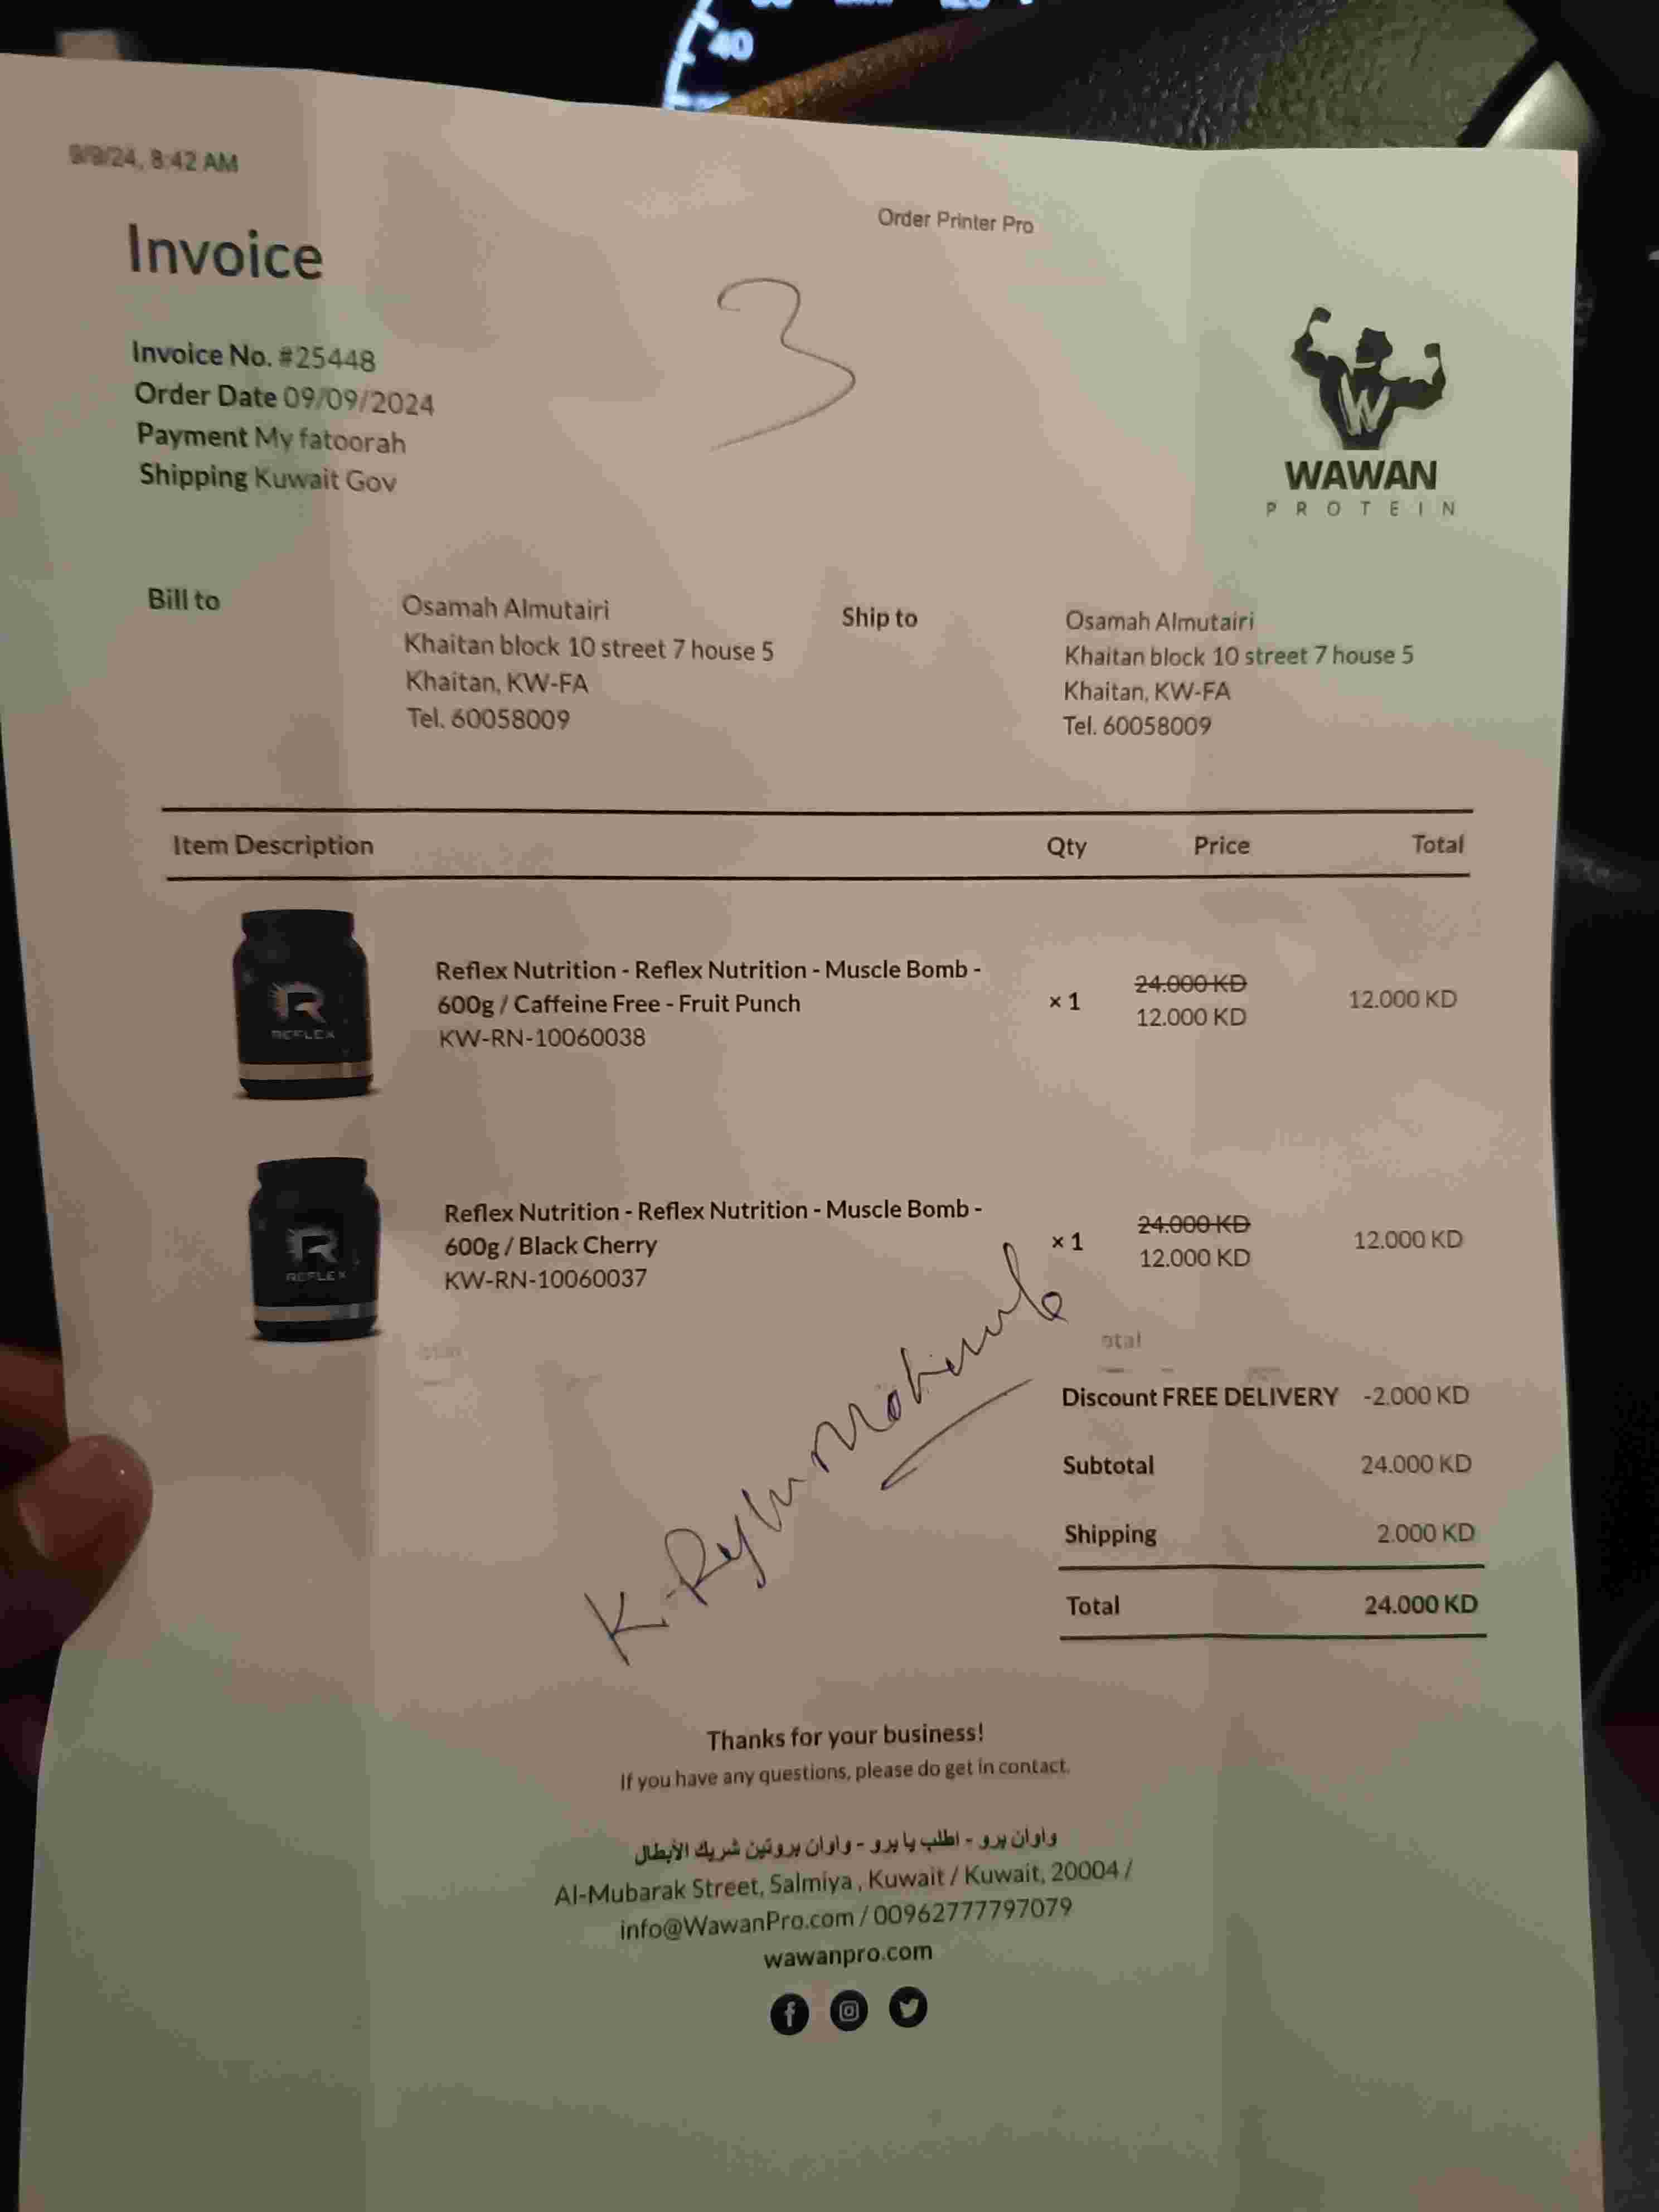 40
9/9/24, 8:42 AM
Order Printer Pro
Invoice
3
Invoice No. #25448
Order Date 09/09/2024
Payment My fatoorah
Shipping Kuwait Gov
W
WAWAN
PROTEIN
Bill to
Osamah Almutairi
Khaitan block 10 street 7 house 5
Khaitan, KW-FA
Tel. 60058009
Ship to
Osamah Almutairi
Khaitan block 10 street 7 house 5
Khaitan, KW-FA
Tel. 60058009
Item Description Qty Price Total
R
REFLEX
Reflex Nutrition - Reflex Nutrition - Muscle Bomb -
600g / Caffeine Free - Fruit Punch
KW-RN-10060038
× 1
24.000 KD
12.000 KD
12.000 KD
R
REFLEX
Reflex Nutrition - Reflex Nutrition - Muscle Bomb -
600g / Black Cherry
KW-RN-10060037
× 1
24.000 KD
12.000 KD
12.000 KD
otal
Discount FREE DELIVERY -2.000 KD
Subtotal 24.000 KD
Shipping 2.000 KD
Total 24.000 KD
K.
Thanks for your business!
If you have any questions, please do get in contact.
واوان برو - اطلب يا برو - واوان بروتين شريك الأبطال
Al-Mubarak Street, Salmiya , Kuwait / Kuwait, 20004 /
info@WawanPro.com / 00962777797079
wawanpro.com